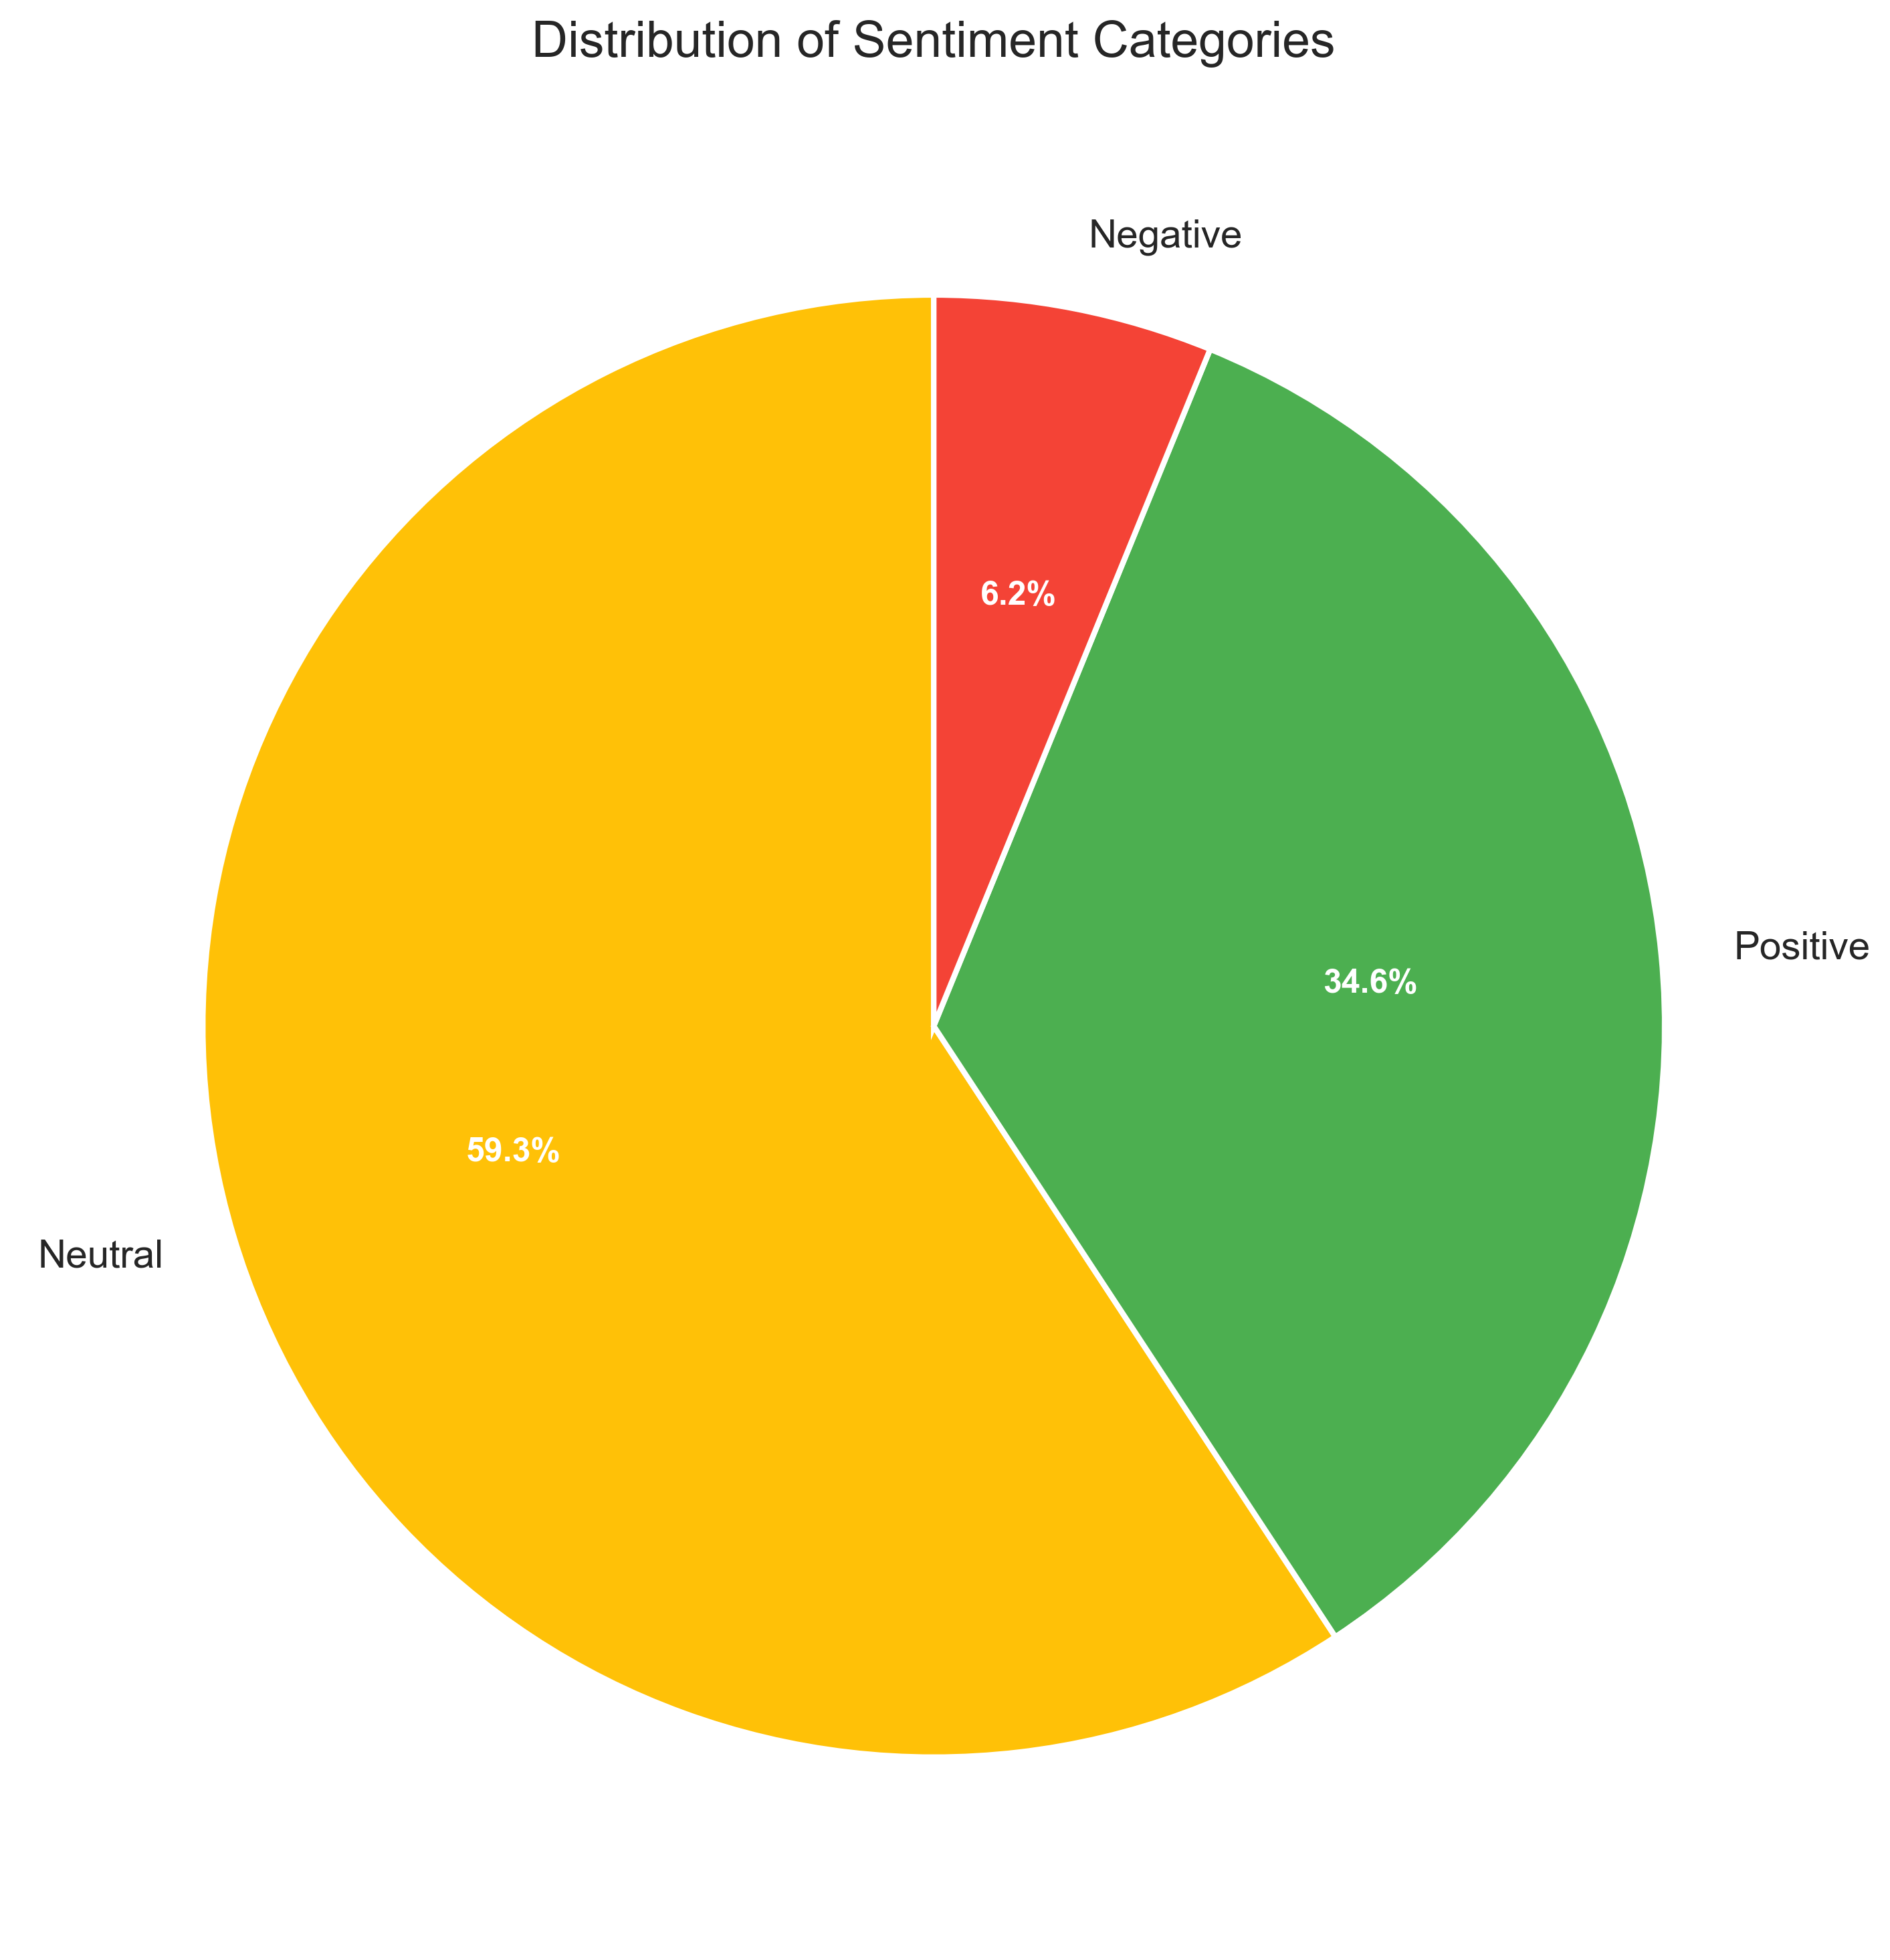 Distribution of Sentiment Categories
Negative
6.2%
Positive
34.6%
59.3%
Neutral